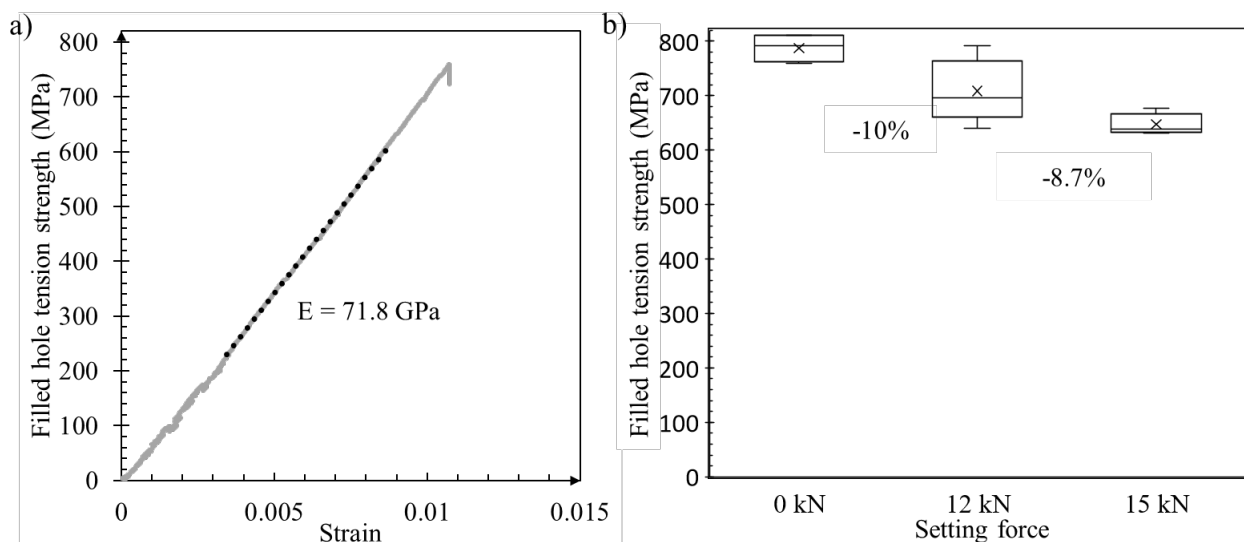 a)
Filled hole tension strength (MPa)
800
700
600
500
400
300
200
100
0
E = 71.8 GPa
0 0.005 0.01 0.015
Strain
b)
Filled hole tension strength (MPa)
800
700
600
500
400
300
200
100
0
-10%
-8.7%
0 kN 12 kN 15 kN
Setting force